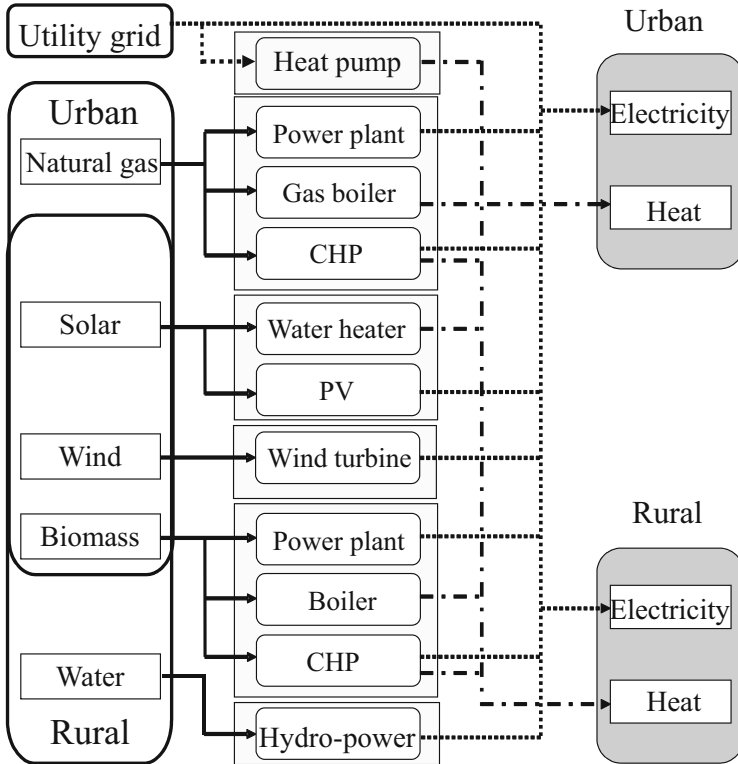 Utility grid
Urban
Natural gas
Solar
Wind
Biomass
Water
Rural
Heat pump
Power plant
Gas boiler
CHP
Water heater
PV
Wind turbine
Power plant
Boiler
CHP
Hydro-power
Urban
Electricity
Heat
Rural
Electricity
Heat